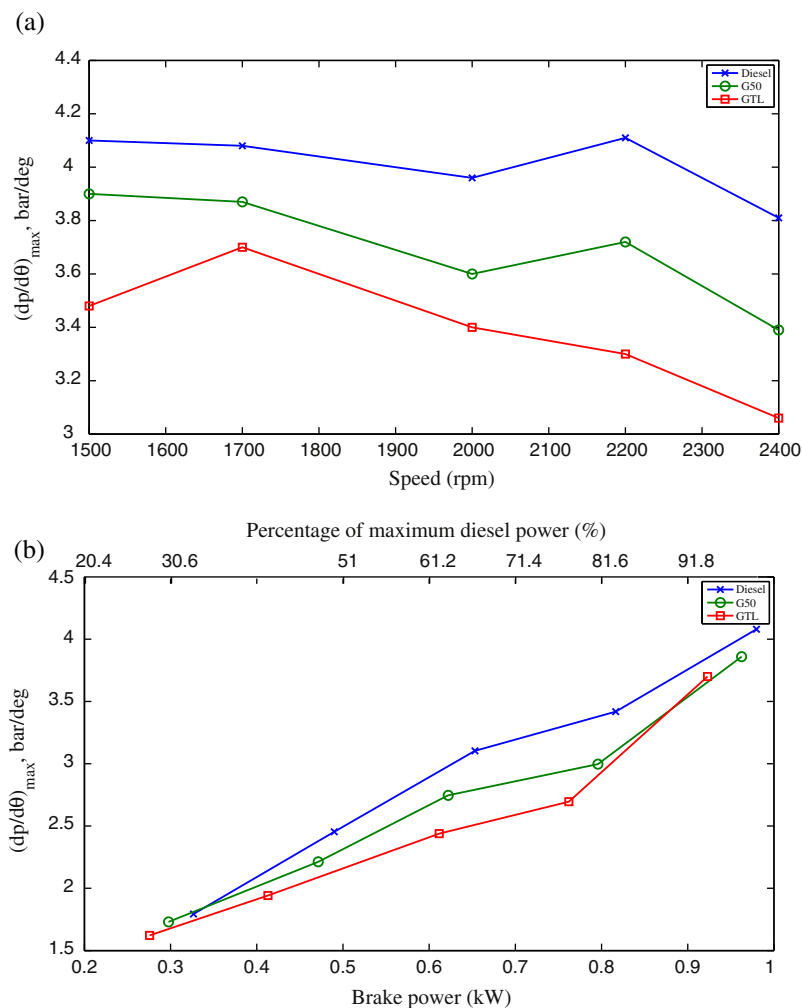 (a)
4.4
4.2
4
3.8
3.6
3.4
3.2
3
(dp/dθ)max, bar/deg
Diesel
G50
GTL
1500 1600 1700 1800 1900 2000 2100 2200 2300 2400
Speed (rpm)
(b)
Percentage of maximum diesel power (%)
20.4 30.6 51 61.2 71.4 81.6 91.8
4.5
4
3.5
3
2.5
2
1.5
(dp/dθ)max, bar/deg
Diesel
G50
GTL
0.2 0.3 0.4 0.5 0.6 0.7 0.8 0.9 1
Brake power (kW)